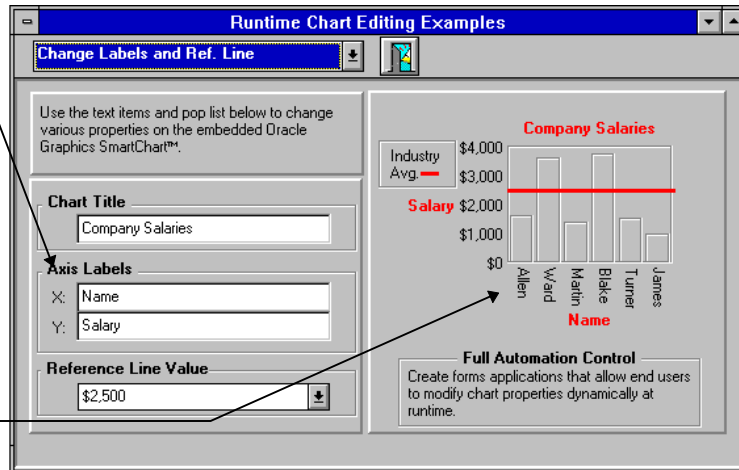 Runtime Chart Editing Examples
Change Labels and Ref. Line
Use the text items and pop list below to change
various properties on the embedded Oracle
Graphics SmartChart™.
Chart Title
Company Salaries
Axis Labels
X: Name
Y: Salary
Reference Line Value
$2,500
Company Salaries
Industry
Avg.
$4,000
$3,000
Salary $2,000
$1,000
$0
Allen
Ward
Martin
Blake
Turner
James
Name
Full Automation Control
Create forms applications that allow end users
to modify chart properties dynamically at
runtime.